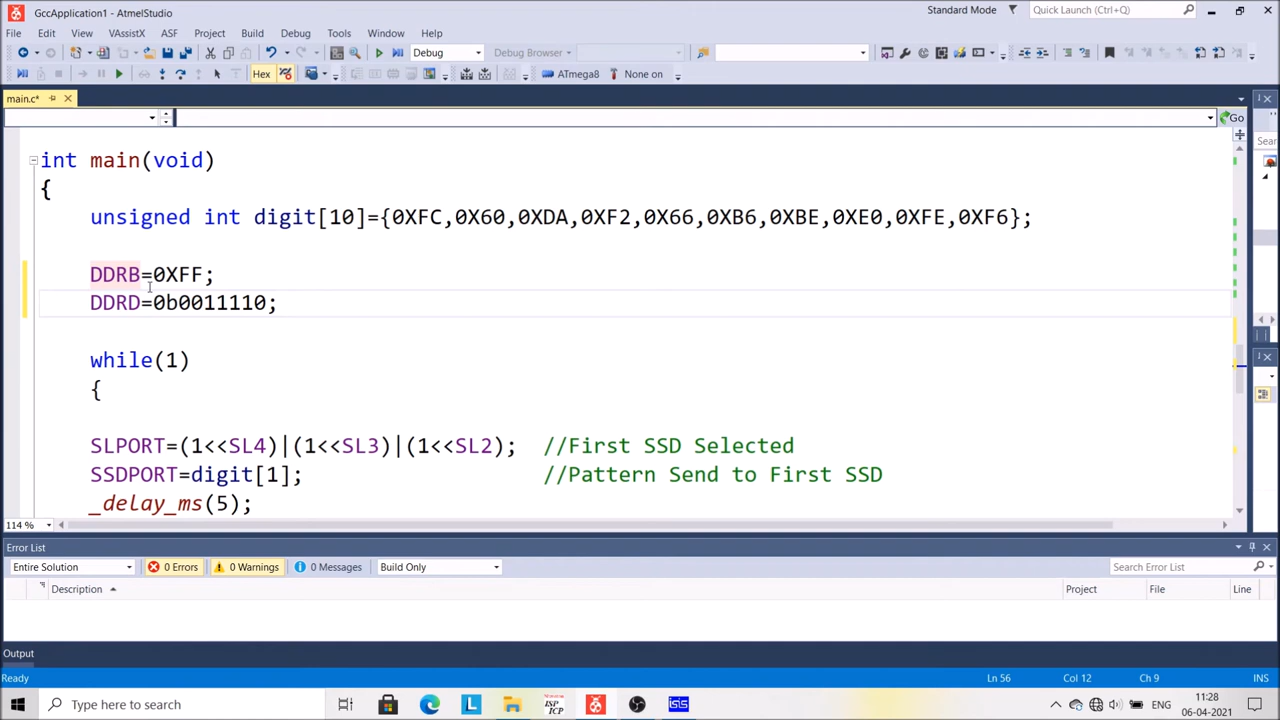 GccApplication1 - AtmelStudio
Standard Mode
Quick Launch (Ctrl+Q)
File Edit View VAssistX ASF Project Build Debug Tools Window Help
Debug
Debug Browser
Hex
ATmega8
None on
main.c*
Go
Sear
int main(void)
{
unsigned int digit[10]={0XFC,0X60,0XDA,0XF2,0X66,0XB6,0XBE,0XE0,0XFE,0XF6};
DDRB=0XFF;
DDRD=0b0011110;
while(1)
{
SLPORT=(1<<SL4)|(1<<SL3)|(1<<SL2); //First SSD Selected
SSDPORT=digit[1]; //Pattern Send to First SSD
_delay_ms(5);
114 %
Error List
Entire Solution
0 Errors
0 Warnings
0 Messages
Build Only
Search Error List
Description
Project
File
Line
Output
Ready
Ln 56
Col 12
Ch 9
INS
Type here to search
L
ISP
ICP
isis
ENG
11:28
06-04-2021